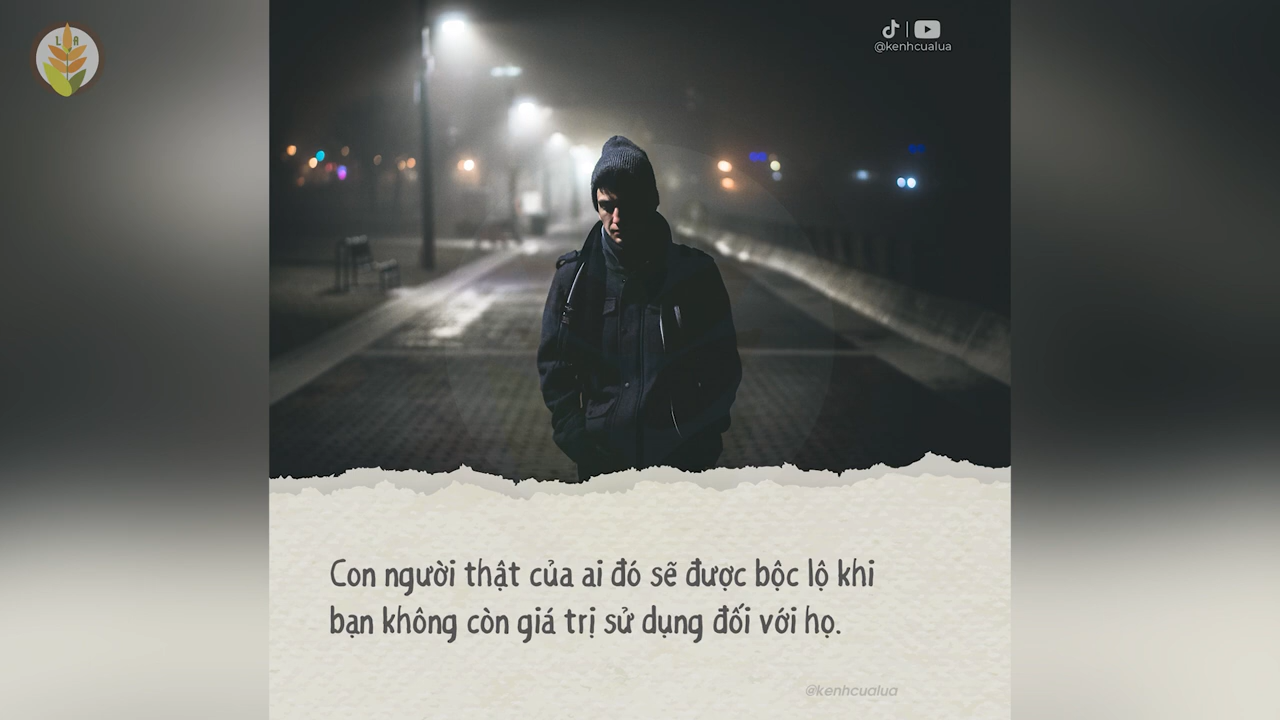 L A
@kenhcualua
Con người thật của ai đó sẽ được bộc lộ khi
bạn không còn giá trị sử dụng đối với họ.
@kenhcualua